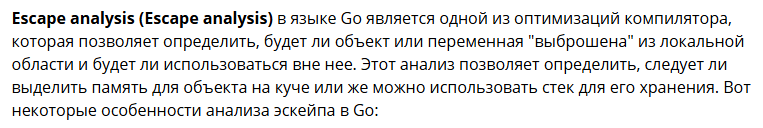 Escape analysis (Escape analysis) в языке Go является одной из оптимизаций компилятора,
которая позволяет определить, будет ли объект или переменная "выброшена" из локальной
области и будет ли использоваться вне нее. Этот анализ позволяет определить, следует ли
выделить память для объекта на куче или же можно использовать стек для его хранения. Вот
некоторые особенности анализа эскейпа в Go: